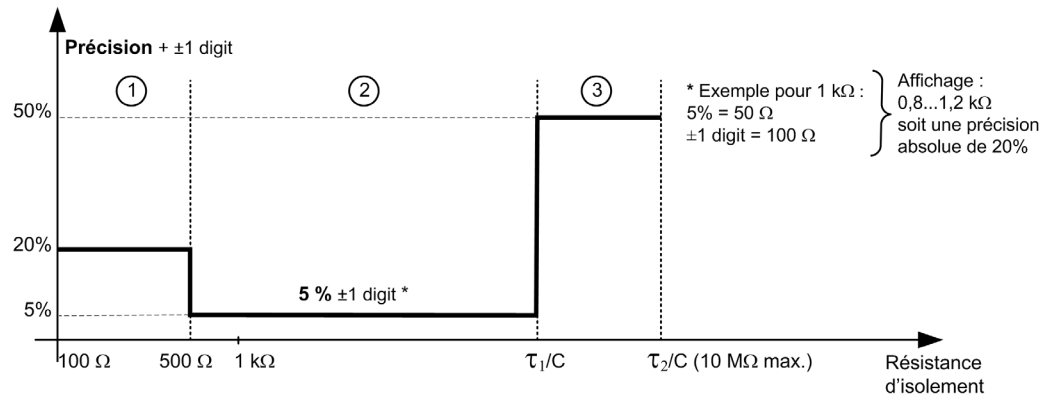 Précision + ±1 digit
1
2
3
* Exemple pour 1 kΩ :
5% = 50 Ω
±1 digit = 100 Ω
Affichage :
0,8...1,2 kΩ
soit une précision
absolue de 20%
50%
20%
5%
5 % ±1 digit *
100 Ω
500 Ω
1 kΩ
τ1/C
τ2/C (10 MΩ max.)
Résistance
d'isolement